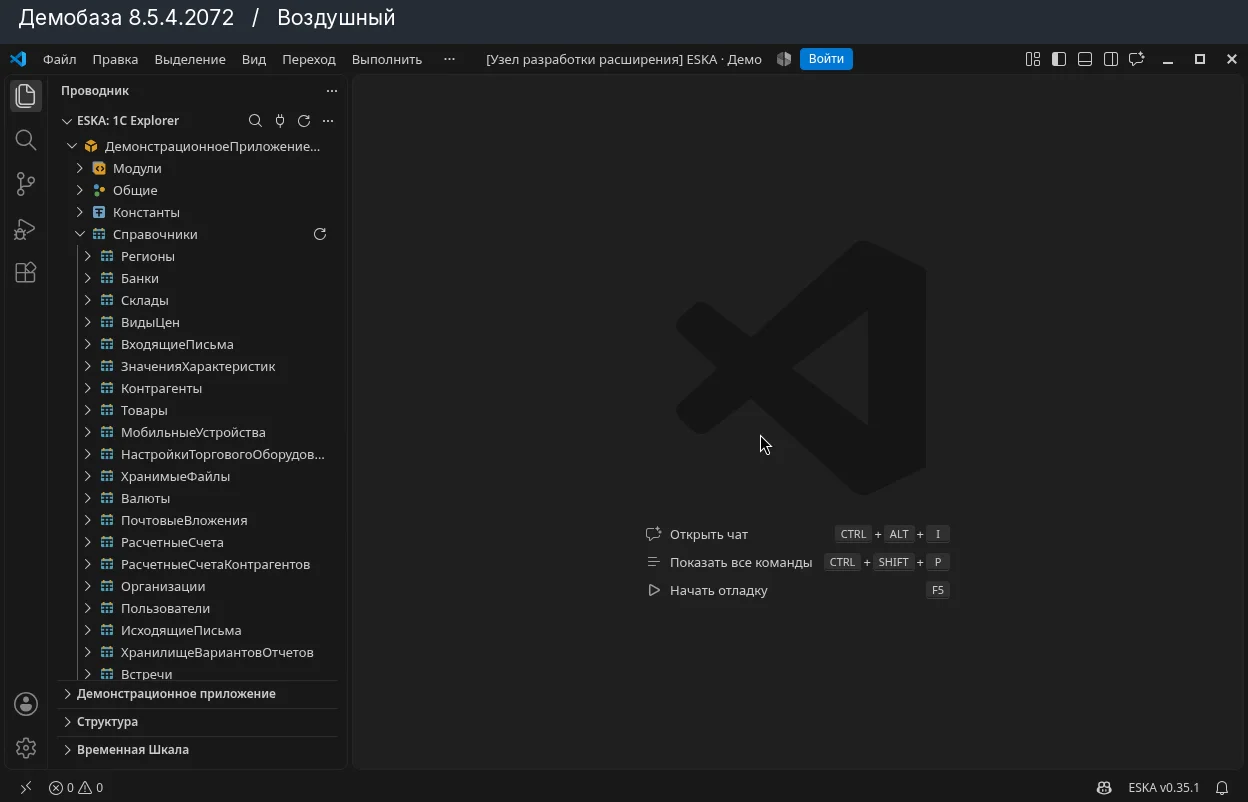 Демобаза 8.5.4.2072 / Воздушный
Файл Правка Выделение Вид Переход Выполнить ··· [Узел разработки расширения] ESKA · Демо Войти
Проводник ···
ESKA: 1C Explorer ···
ДемонстрационноеПриложение...
Модули
Общие
Константы
Справочники
Регионы
Банки
Склады
ВидыЦен
ВходящиеПисьма
ЗначенияХарактеристик
Контрагенты
Товары
МобильныеУстройства
НастройкиТорговогоОборудов...
ХранимыеФайлы
Валюты
ПочтовыеВложения
РасчетныеСчета
РасчетныеСчетаКонтрагентов
Организации
Пользователи
ИсходящиеПисьма
ХранилищеВариантовОтчетов
Встречи
Демонстрационное приложение
Структура
Временная Шкала
Открыть чат CTRL + ALT + I
Показать все команды CTRL + SHIFT + P
Начать отладку F5
0 0 ESKA v0.35.1